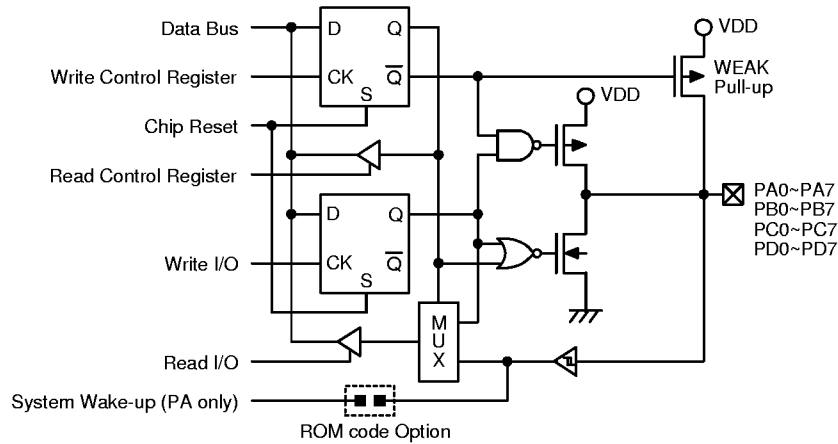 VDD
Data Bus
D
Q
Write Control Register
CK
Q
S
WEAK
Pull-up
VDD
Chip Reset
Read Control Register
D
Q
PA0~PA7
PB0~PB7
PC0~PC7
PD0~PD7
Write I/O
CK
Q
S
M
U
X
Read I/O
System Wake-up (PA only)
ROM code Option